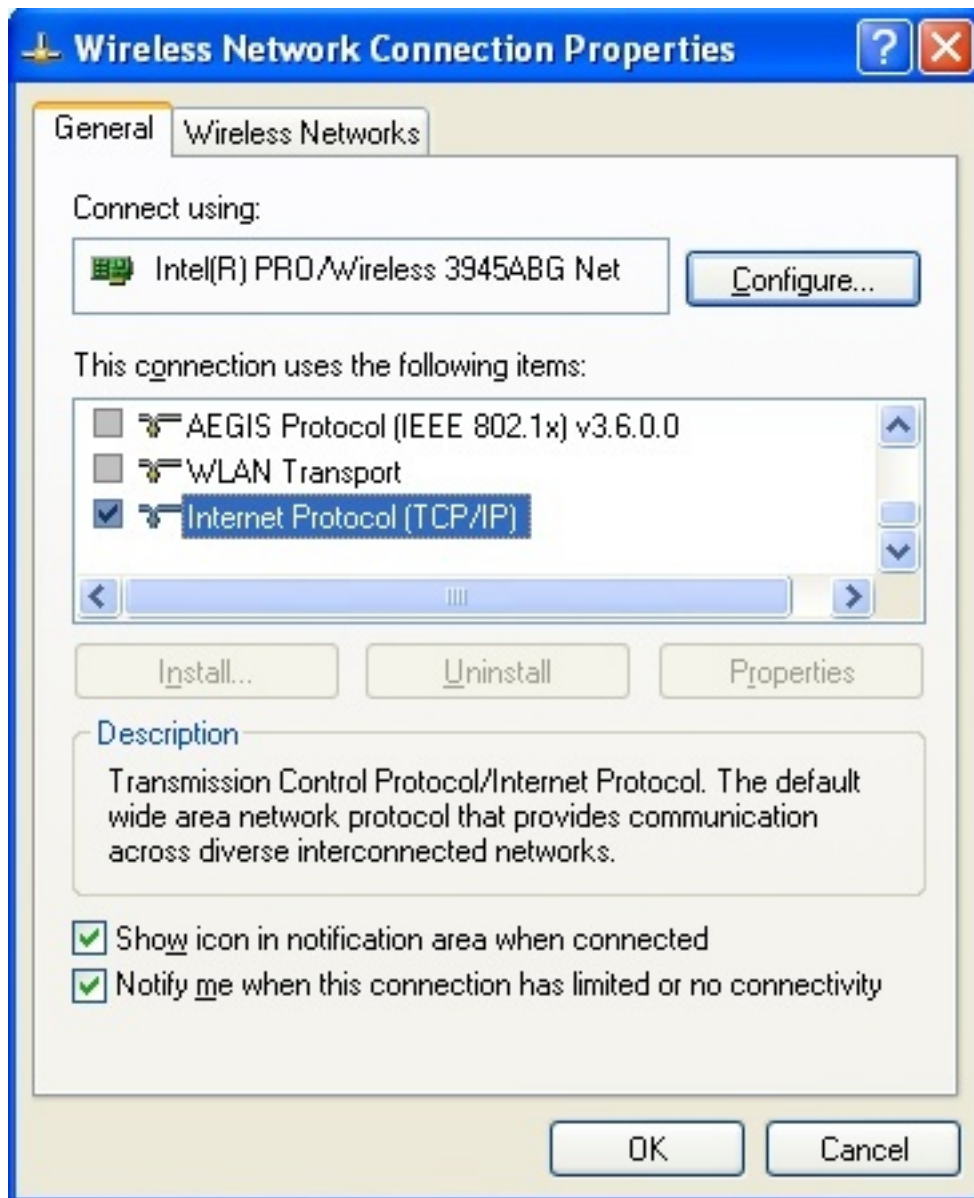 Wireless Network Connection Properties
General
Wireless Networks
Connect using:
Intel(R) PRO/Wireless 3945ABG Net
Configure...
This connection uses the following items:
AEGIS Protocol (IEEE 802.1x) v3.6.0.0
WLAN Transport
Internet Protocol (TCP/IP)
Install...
Uninstall
Properties
Description
Transmission Control Protocol/Internet Protocol. The default
wide area network protocol that provides communication
across diverse interconnected networks.
Show icon in notification area when connected
Notify me when this connection has limited or no connectivity
OK
Cancel